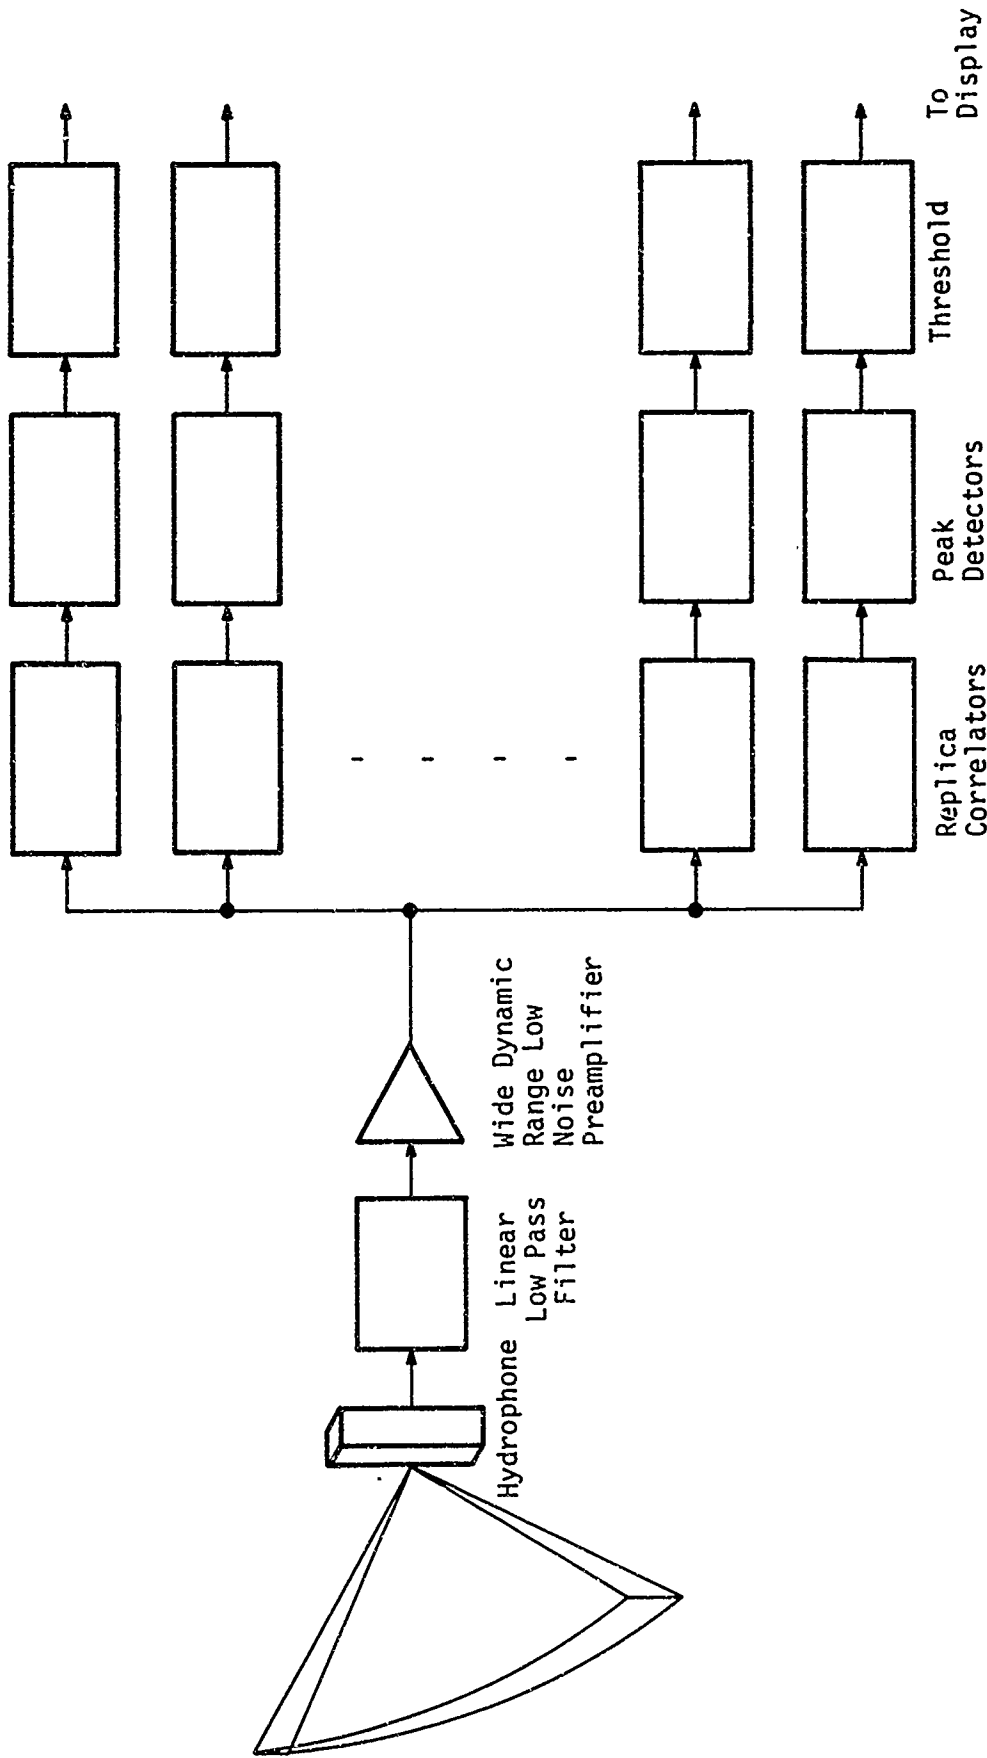 Hydrophone
Linear
Low Pass
Filter
Wide Dynamic
Range Low
Noise
Preamplifier
Replica
Correlators
Peak
Detectors
Threshold
To
Display